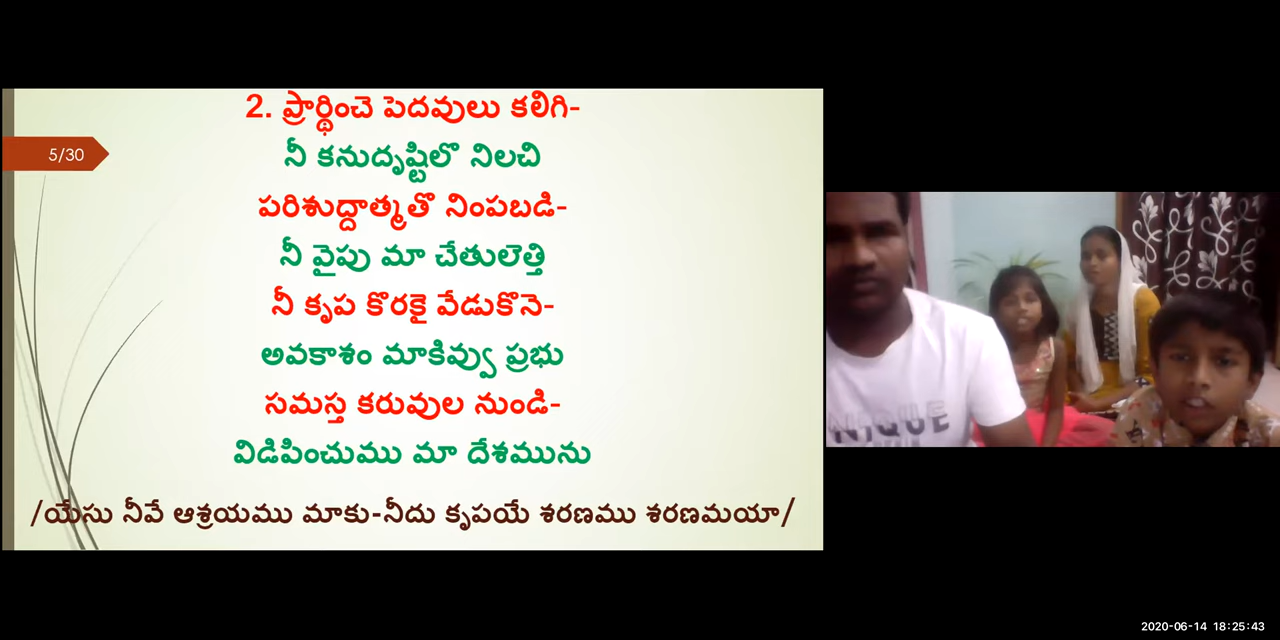 2. ప్రార్థించె పెదవులు కలిగి-
5/30
నీ కనుదృష్టిలొ నిలచి
పరిశుద్దాత్మతొ నింపబడి-
నీ వైపు మా చేతులెత్తి
నీ కృప కొరకై వేడుకొనె-
అవకాశం మాకివ్వు ప్రభు
సమస్త కరువుల నుండి-
విడిపించుము మా దేశమును
/యేసు నీవే ఆశ్రయము మాకు-నీదు కృపయే శరణము శరణమయా/
NIQUE
2020-06-14 18:25:43